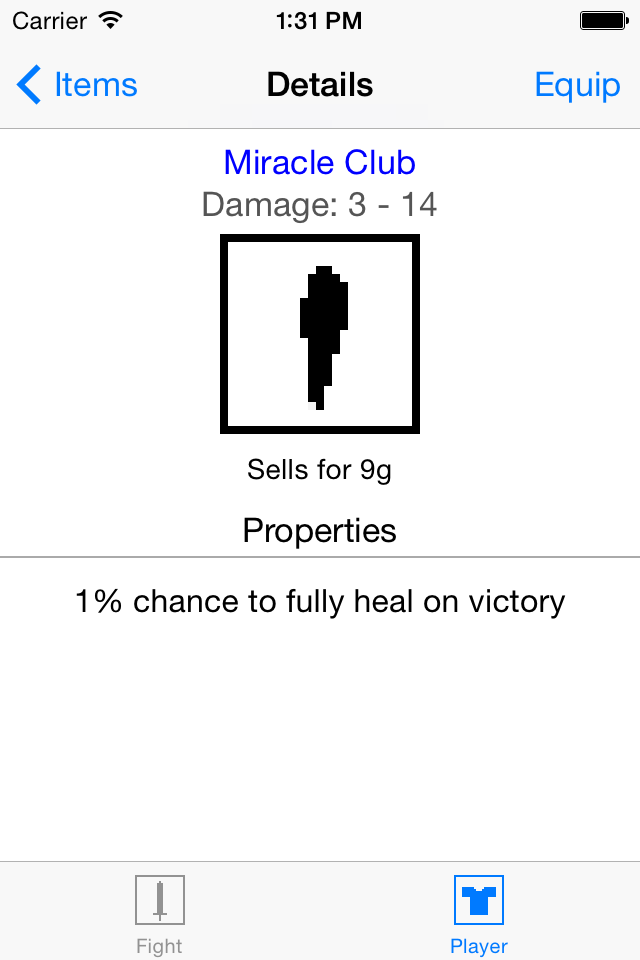 Carrier 1:31 PM
Items Details Equip
Miracle Club
Damage: 3 - 14
Sells for 9g
Properties
1% chance to fully heal on victory
Fight Player